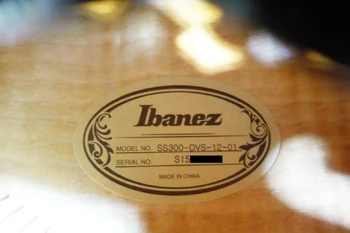 Ibanez
MODEL NO. SS300-DVS-12-01
SERIAL NO. S15
MADE IN CHINA